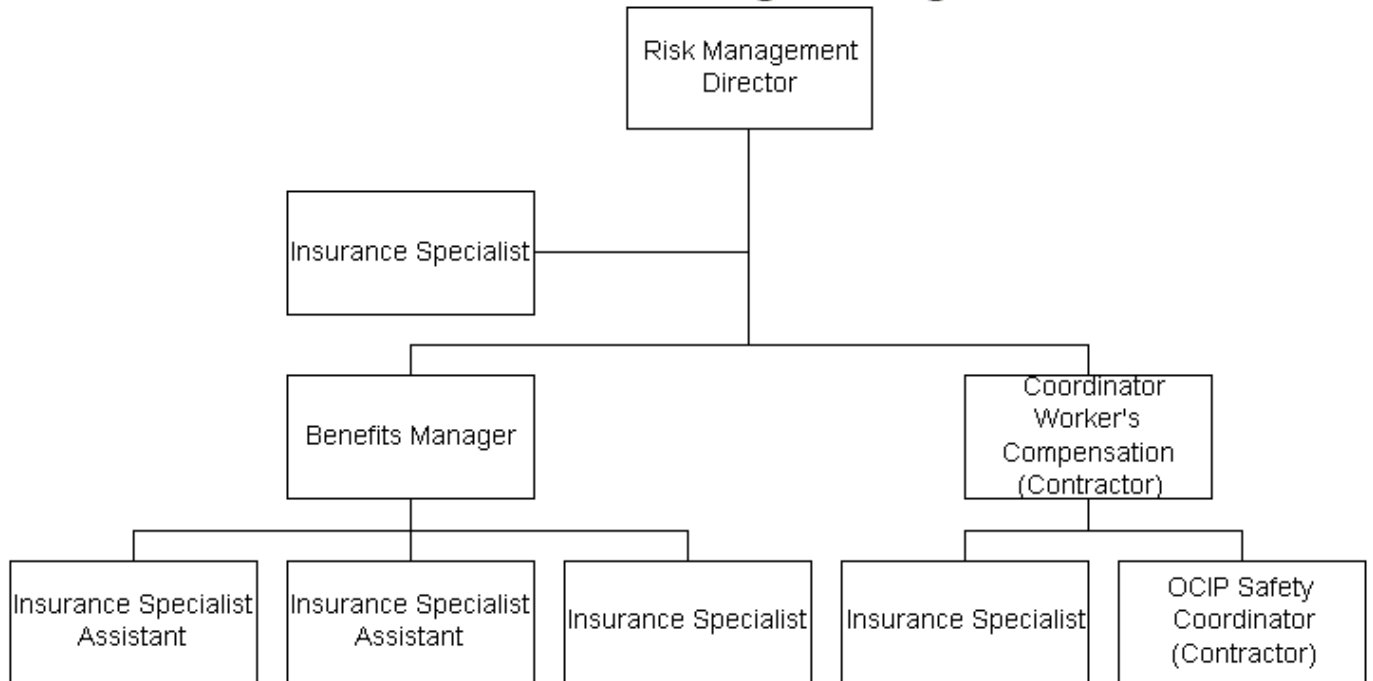 Risk Management
Director
Insurance Specialist
Benefits Manager
Coordinator
Worker's
Compensation
(Contractor)
Insurance Specialist
Assistant
Insurance Specialist
Assistant
Insurance Specialist
Insurance Specialist
OCIP Safety
Coordinator
(Contractor)